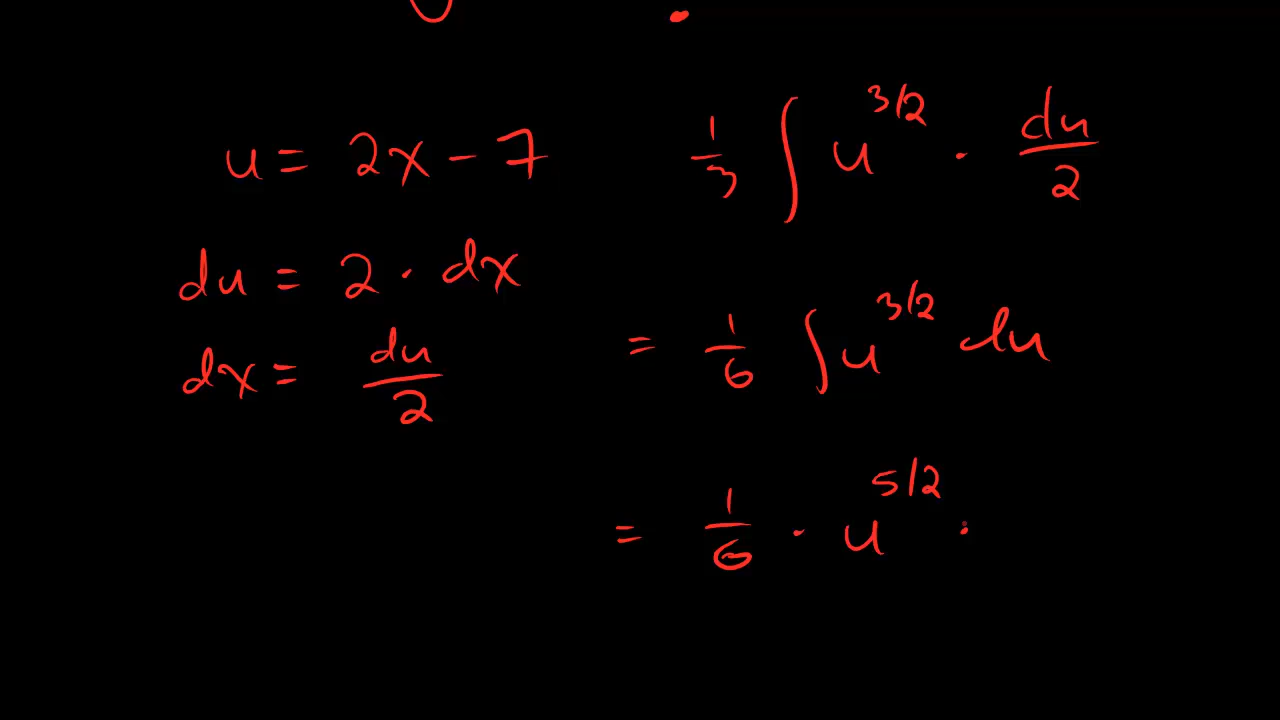 u = 2x - 7
du = 2 · dx
dx = du/2
1/3 ∫ u^3/2 · du/2
= 1/6 ∫ u^3/2 du
= 1/6 · u^5/2 ·